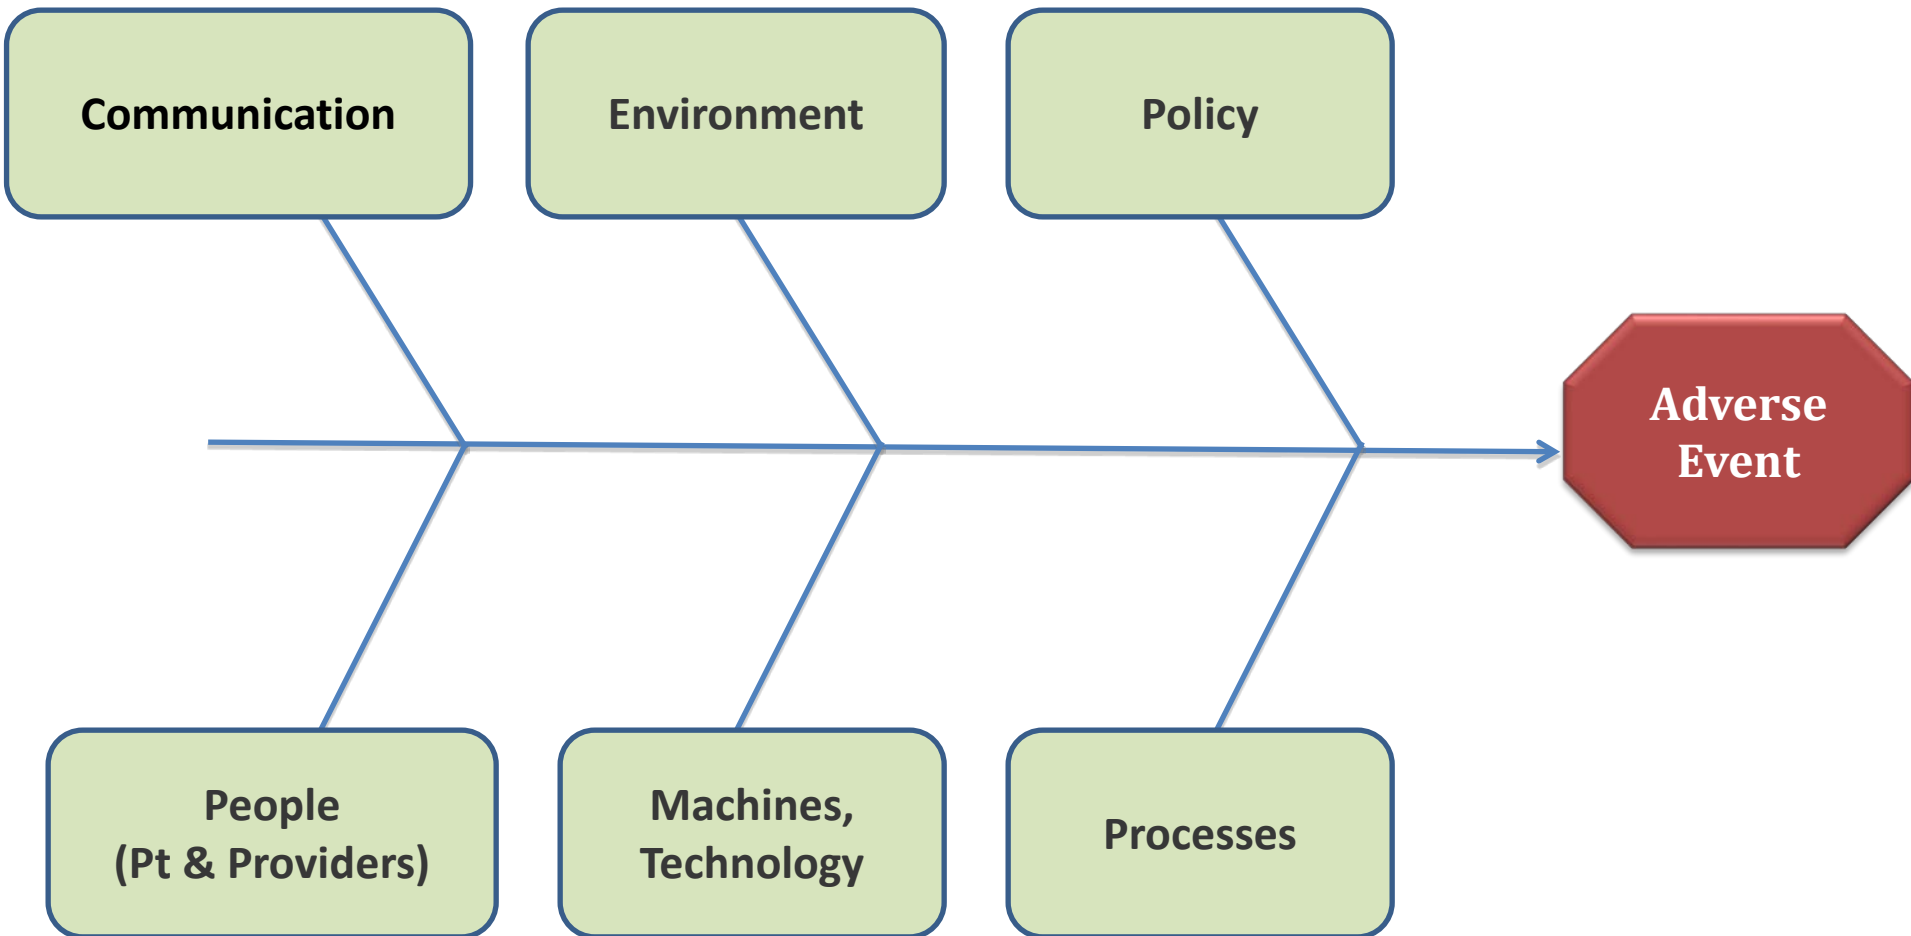 Communication
Environment
Policy
Adverse
Event
People
(Pt & Providers)
Machines,
Technology
Processes